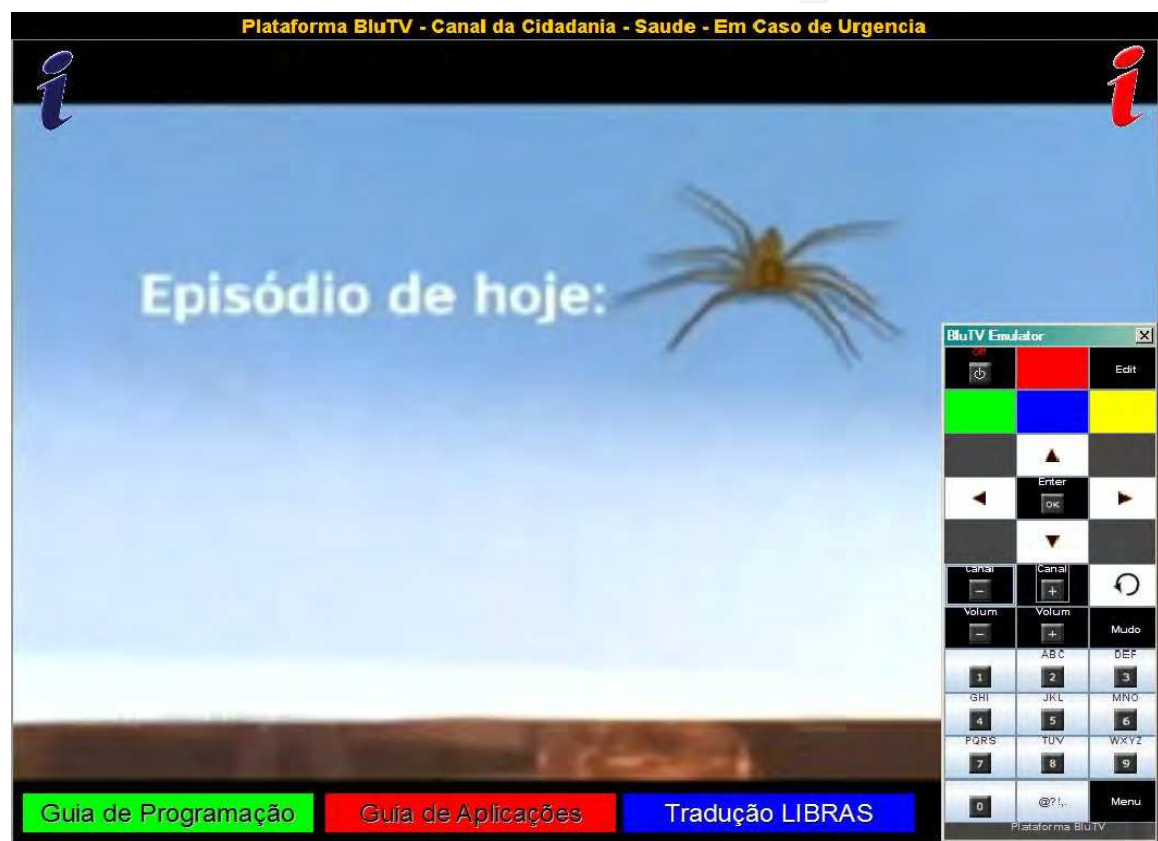 Plataforma BluTV - Canal da Cidadania - Saude - Em Caso de Urgencia
i
i
Episódio de hoje:
BluTV Emulator
Off
Edit
Enter
OK
Canal
Canal
-
+
Volum
Volum
-
+
Mudo
ABC
DEF
1
2
3
GHI
JKL
MNO
4
5
6
PQRS
TUV
WXYZ
7
8
9
0
@?!,.
Menu
Plataforma BluTV
Guia de Programação
Guia de Aplicações
Tradução LIBRAS